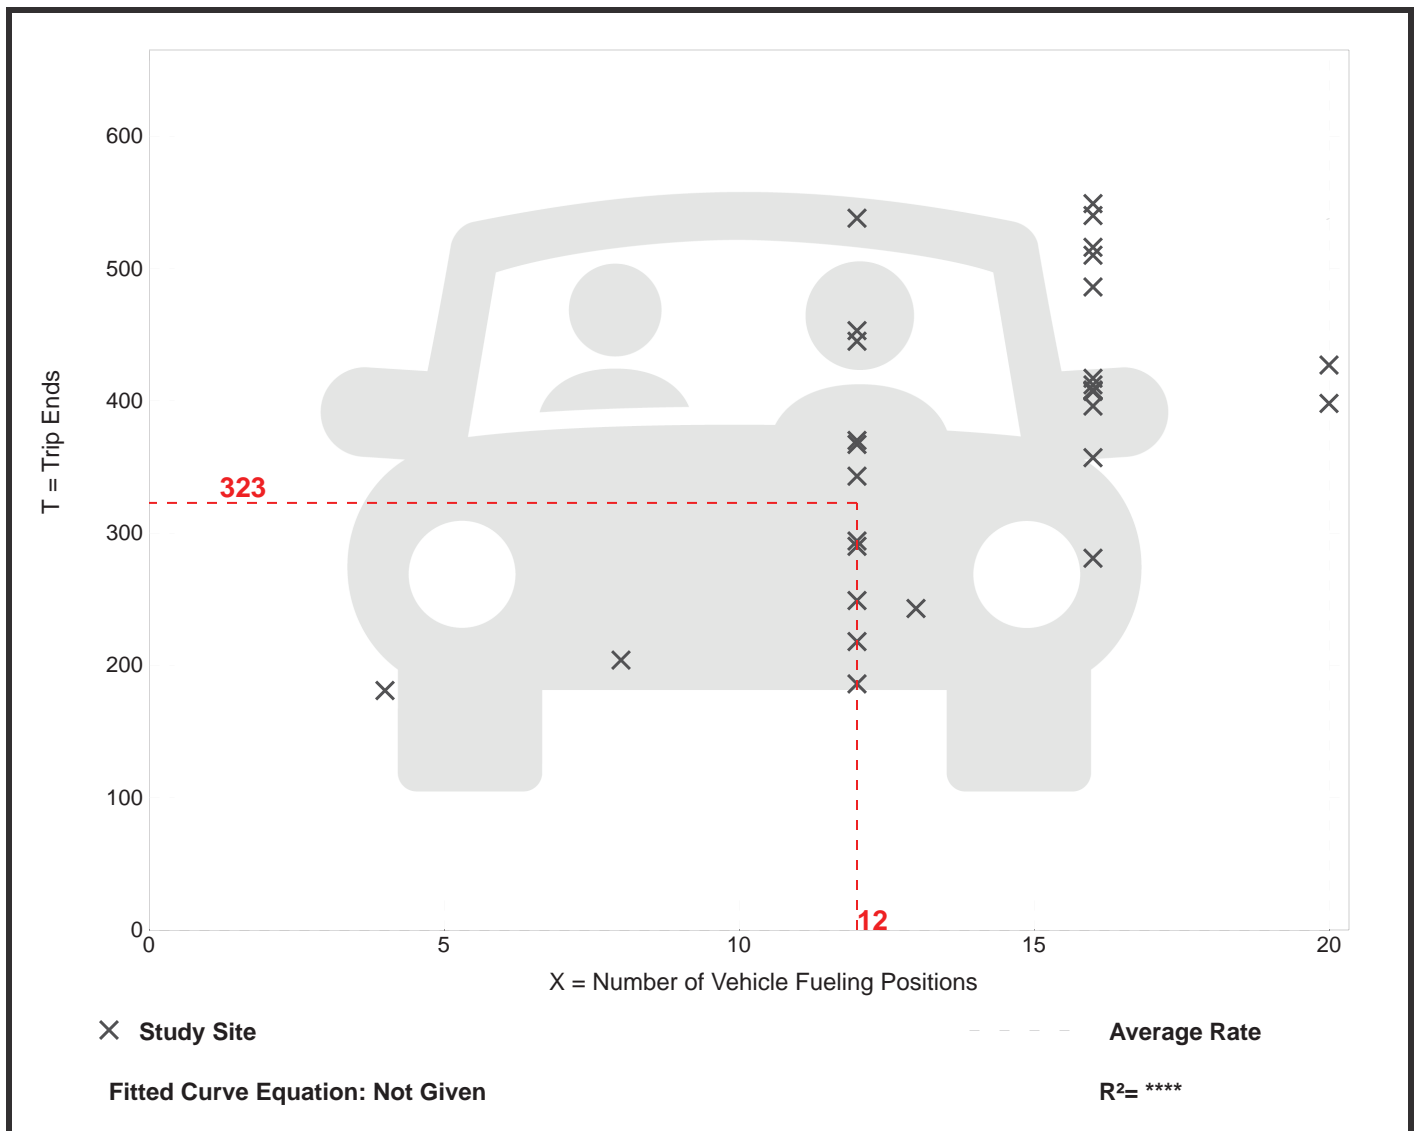 600
500
400
300
200
100
0
T = Trip Ends
323
12
0 5 10 15 20
X = Number of Vehicle Fueling Positions
Study Site
Average Rate
Fitted Curve Equation: Not Given
R²= ****